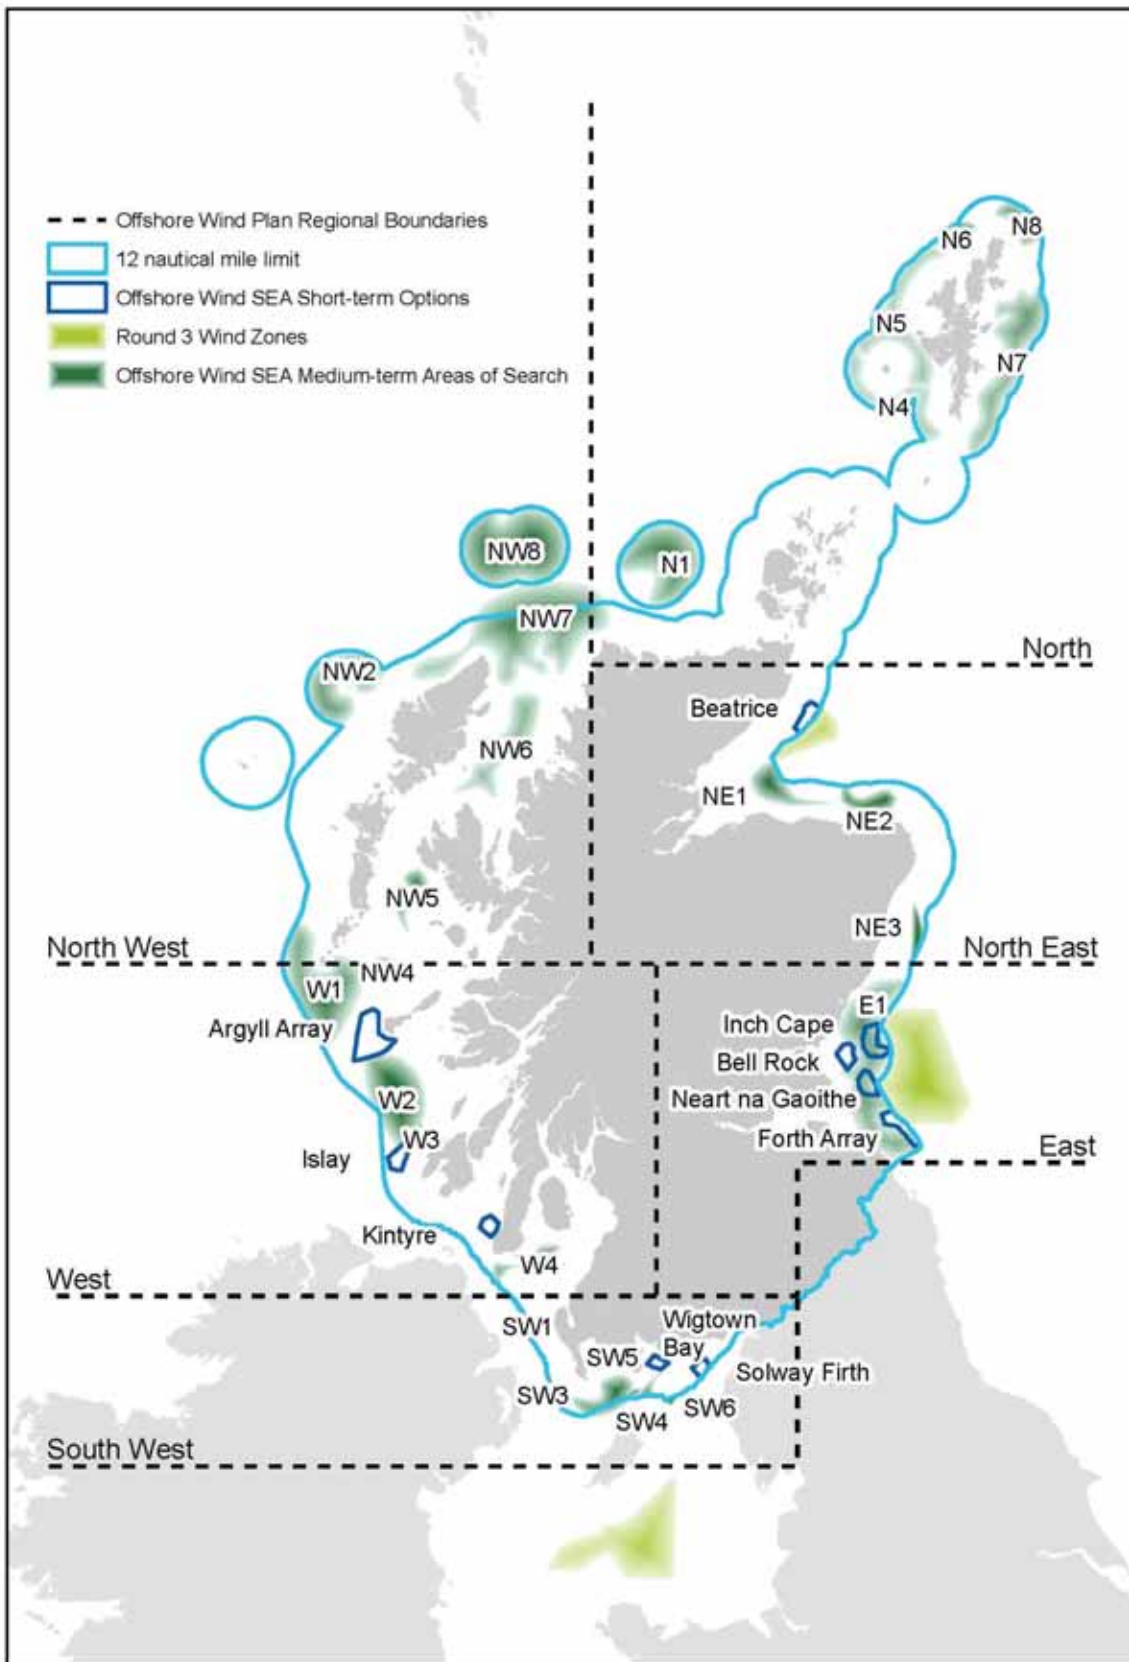 Offshore Wind Plan Regional Boundaries
12 nautical mile limit
Offshore Wind SEA Short-term Options
Round 3 Wind Zones
Offshore Wind SEA Medium-term Areas of Search
N8
N6
N5
N7
N4
NW8
N1
NW7
North
NW2
Beatrice
NW6
NE1
NE2
NW5
NE3
North West
North East
NW4
W1
E1
Argyll Array
Inch Cape
Bell Rock
W2
Neart na Gaoithe
W3
Forth Array
East
Islay
Kintyre
W4
West
Wigtown
Bay
SW1
SW5
Solway Firth
SW3
SW4
SW6
South West